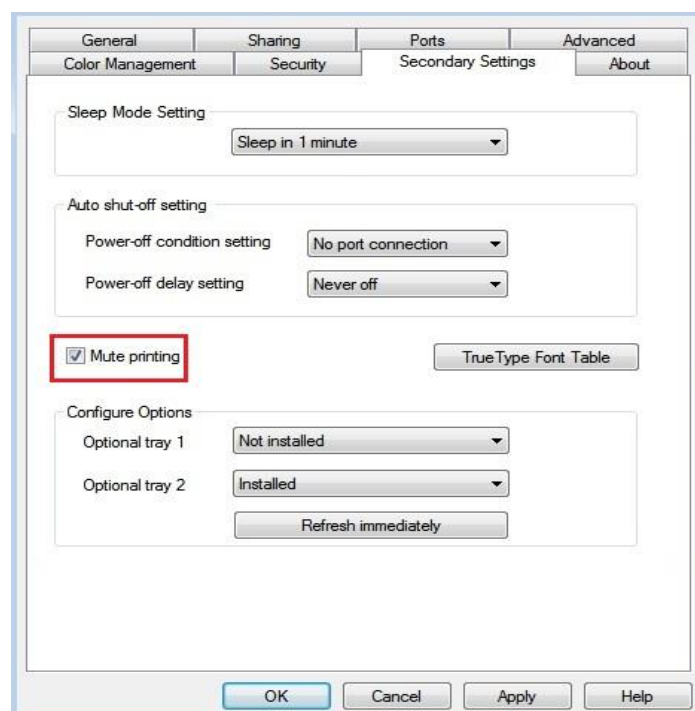 General Sharing Ports Advanced
Color Management Security Secondary Settings About
Sleep Mode Setting
Sleep in 1 minute
Auto shut-off setting
Power-off condition setting No port connection
Power-off delay setting Never off
Mute printing TrueType Font Table
Configure Options
Optional tray 1 Not installed
Optional tray 2 Installed
Refresh immediately
OK Cancel Apply Help